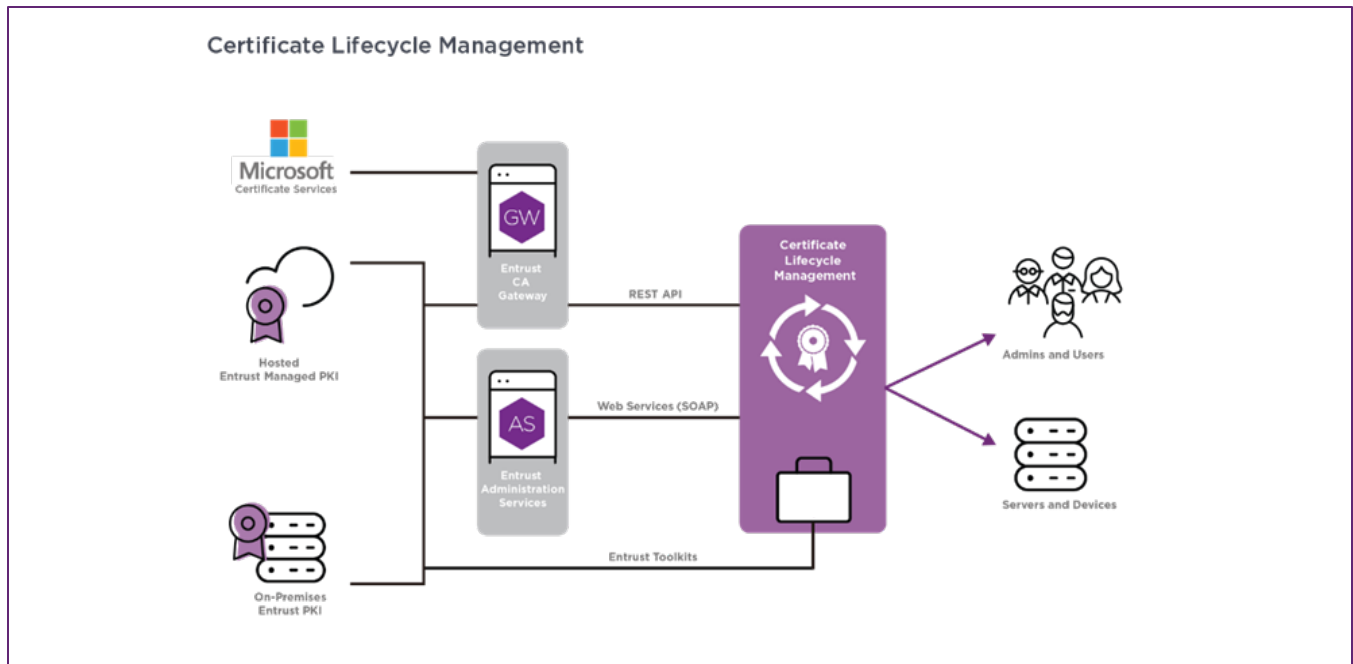 Certificate Lifecycle Management
Microsoft
Certificate Services
GW
Entrust
CA
Gateway
REST API
Hosted
Entrust Managed PKI
AS
Entrust
Administration
Services
Web Services (SOAP)
Certificate
Lifecycle
Management
Admins and Users
Servers and Devices
On-Premises
Entrust PKI
Entrust Toolkits